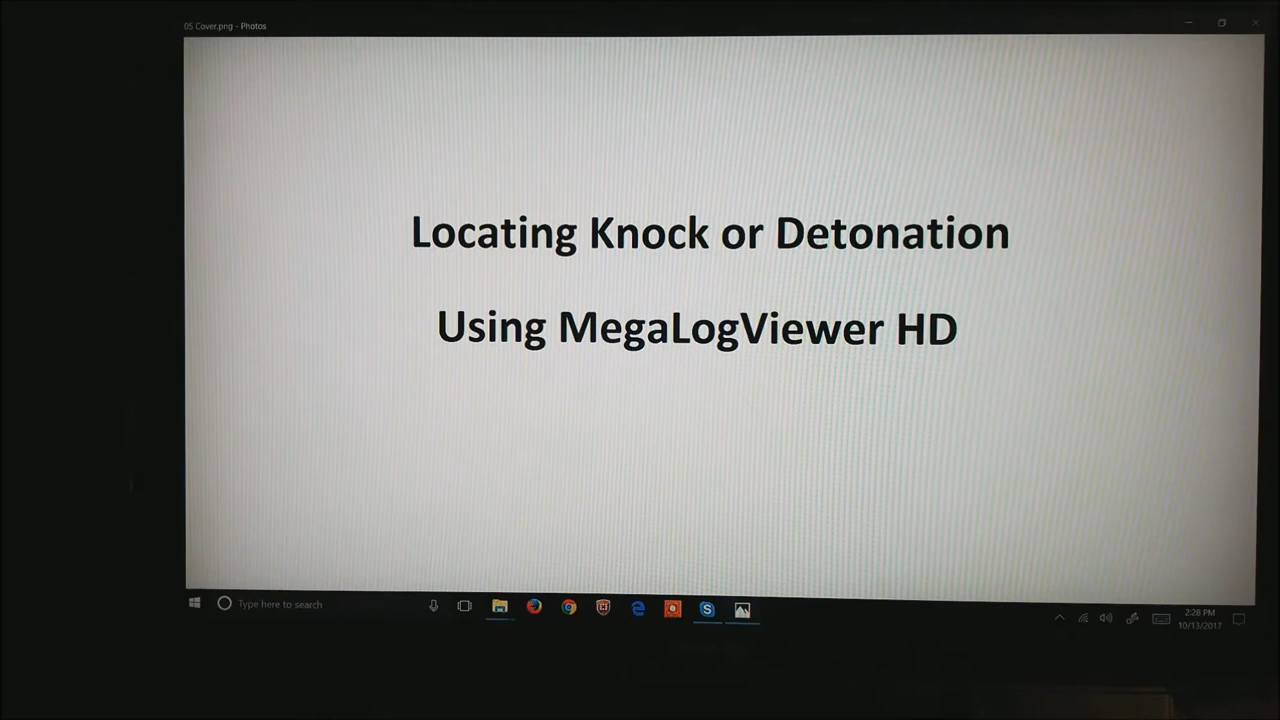 05 Cover.png - Photos
Locating Knock or Detonation
Using MegaLogViewer HD
Type here to search
2:28 PM
10/13/2017